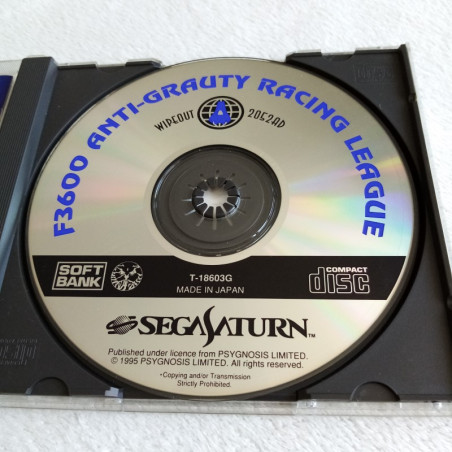 F3600 ANTI-GRAUTY RACING LEAGUE
WIPEOUT 2052AD
SOFT
BANK
T-18603G
MADE IN JAPAN
COMPACT
disc
SEGASATURN™
Published under licence from PSYGNOSIS LIMITED.
© 1995 PSYGNOSIS LIMITED. All rights reserved.
•Copying and/or Transmission
Strictly Prohibited.